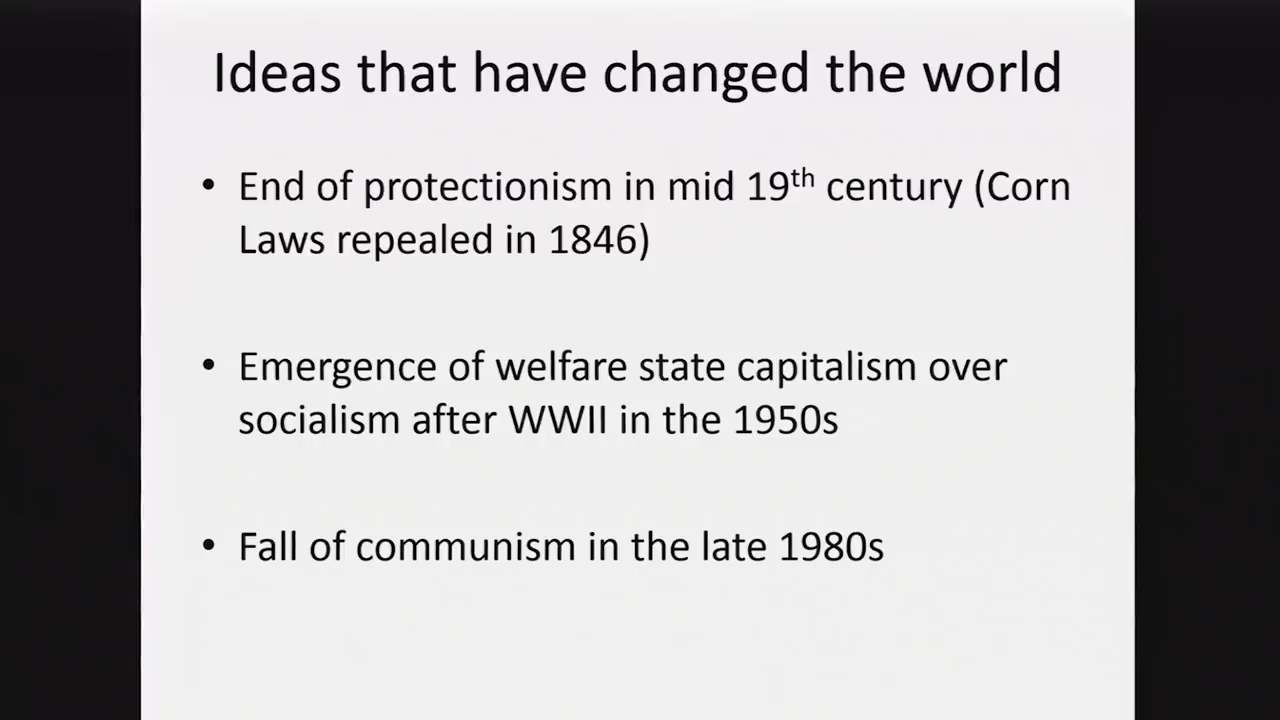 Ideas that have changed the world
• End of protectionism in mid 19th century (Corn
Laws repealed in 1846)
• Emergence of welfare state capitalism over
socialism after WWII in the 1950s
• Fall of communism in the late 1980s